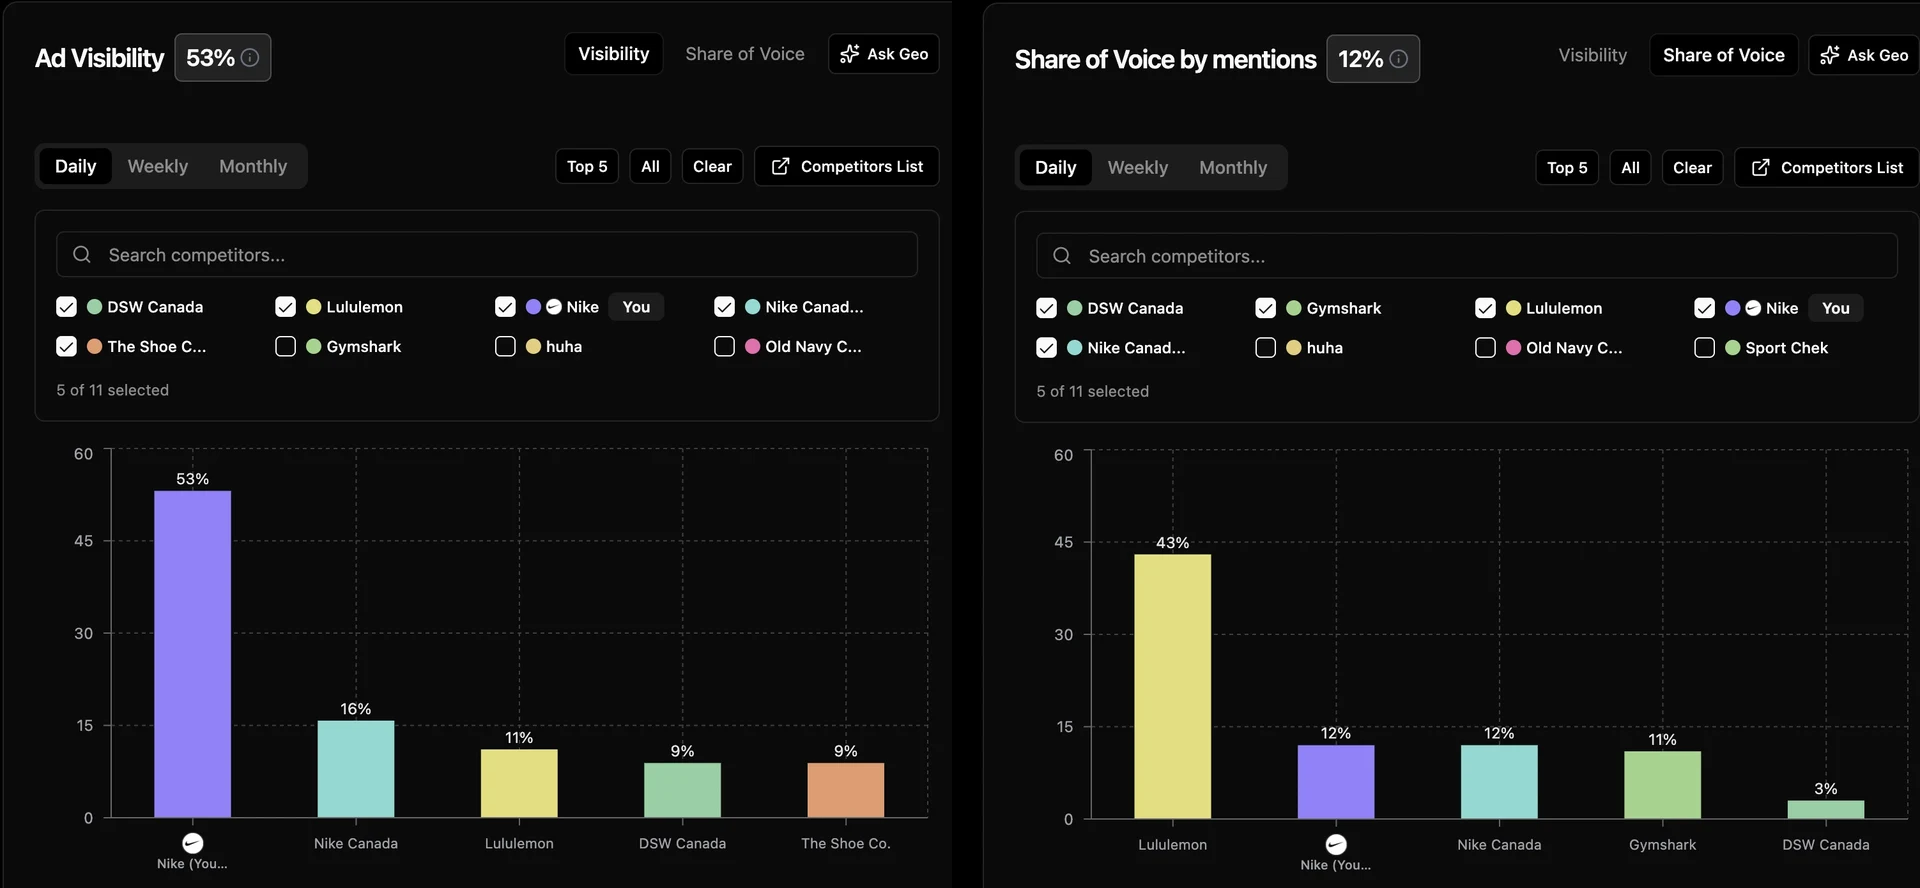 Ad Visibility 53%
Visibility Share of Voice Ask Geo
Daily Weekly Monthly
Top 5 All Clear Competitors List
Search competitors...
DSW Canada Lululemon Nike You Nike Canad...
The Shoe C... Gymshark huha Old Navy C...
5 of 11 selected
60
53%
45
30
16%
15
11%
9%
9%
0
Nike (You...
Nike Canada
Lululemon
DSW Canada
The Shoe Co.
Share of Voice by mentions 12%
Visibility Share of Voice Ask Geo
Daily Weekly Monthly
Top 5 All Clear Competitors List
Search competitors...
DSW Canada Gymshark Lululemon Nike You
Nike Canad... huha Old Navy C... Sport Chek
5 of 11 selected
60
45
43%
30
15
12%
12%
11%
3%
0
Lululemon
Nike (You...
Nike Canada
Gymshark
DSW Canada